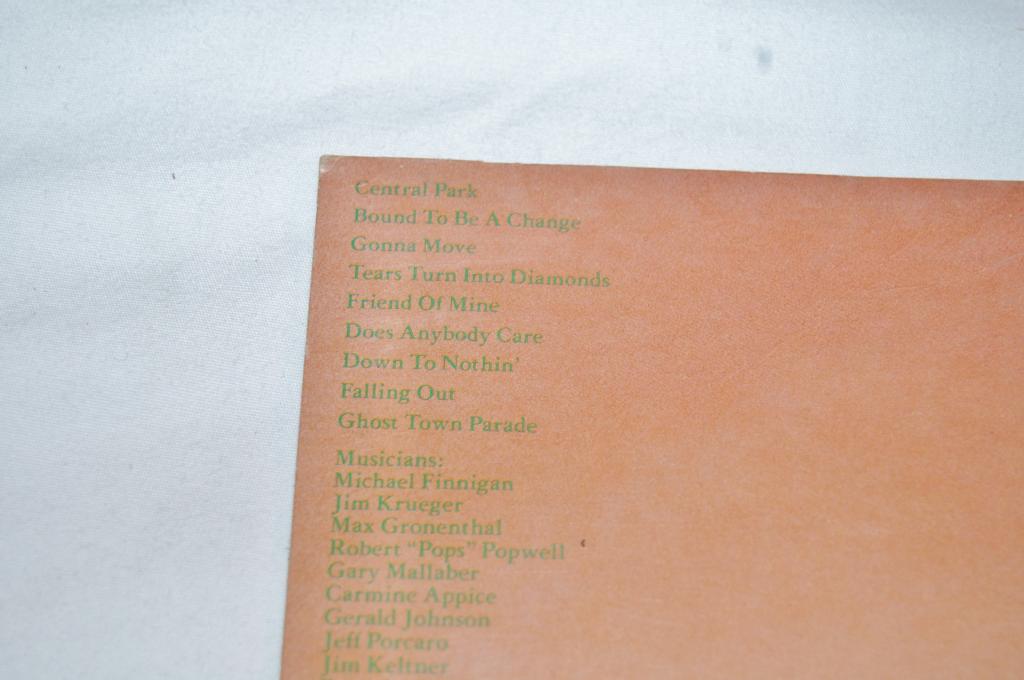 Central Park
Bound To Be A Change
Gonna Move
Tears Turn Into Diamonds
Friend Of Mine
Does Anybody Care
Down To Nothin'
Falling Out
Ghost Town Parade
Musicians:
Michael Finnigan
Jim Krueger
Max Gronenthal
Robert "Pops" Popwell
Gary Mallaber
Carmine Appice
Gerald Johnson
Jeff Porcaro
Jim Keltner